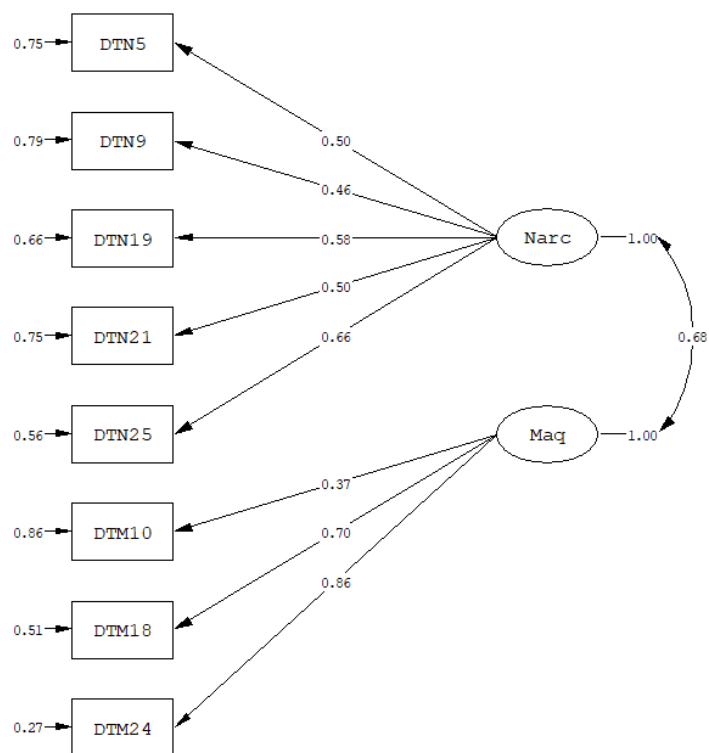 0.75 DTN5
0.50
0.79 DTN9
0.46
0.66 DTN19 0.58 Narc 1.00
0.50
0.75 DTN21 0.68
0.66
0.56 DTN25 Maq 1.00
0.37
0.86 DTM10
0.70
0.86
0.51 DTM18
0.27 DTM24